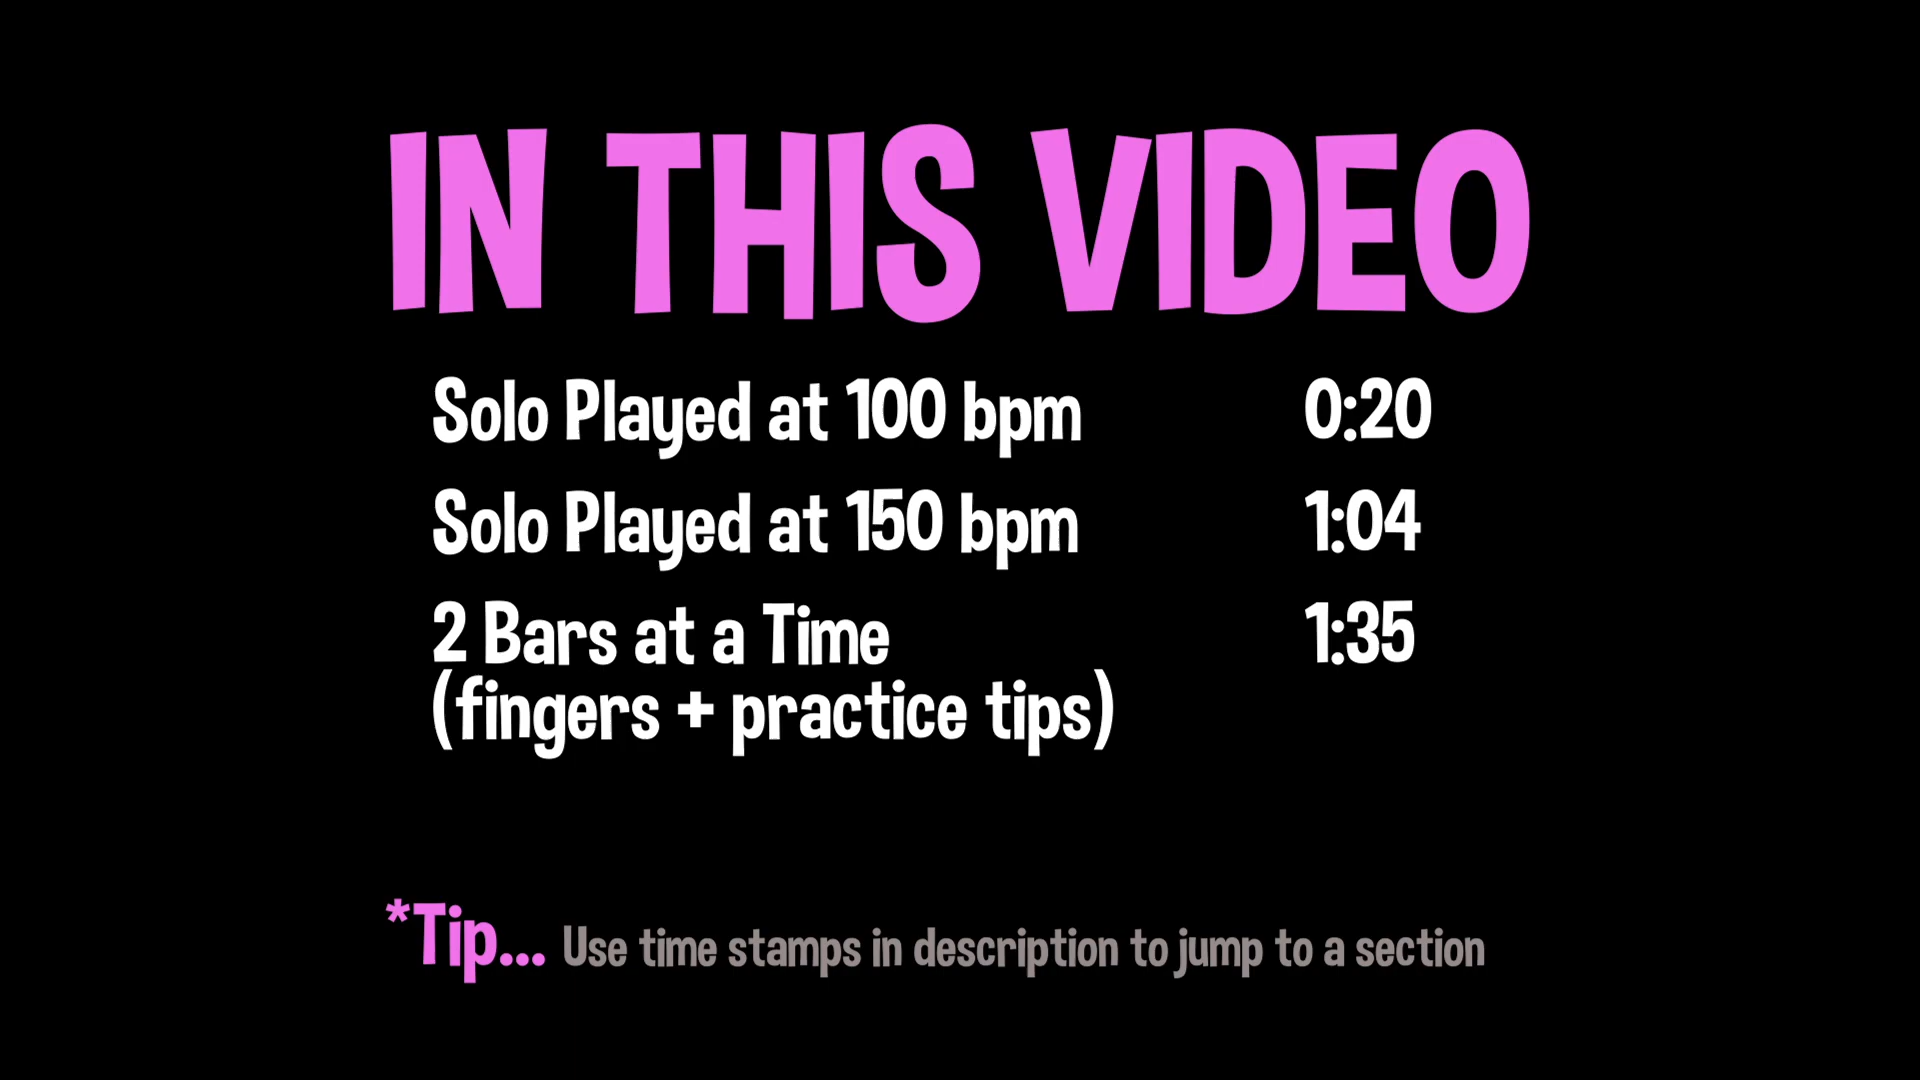 IN THIS VIDEO
Solo Played at 100 bpm 0:20
Solo Played at 150 bpm 1:04
2 Bars at a Time 1:35
(fingers + practice tips)
*Tip... Use time stamps in description to jump to a section